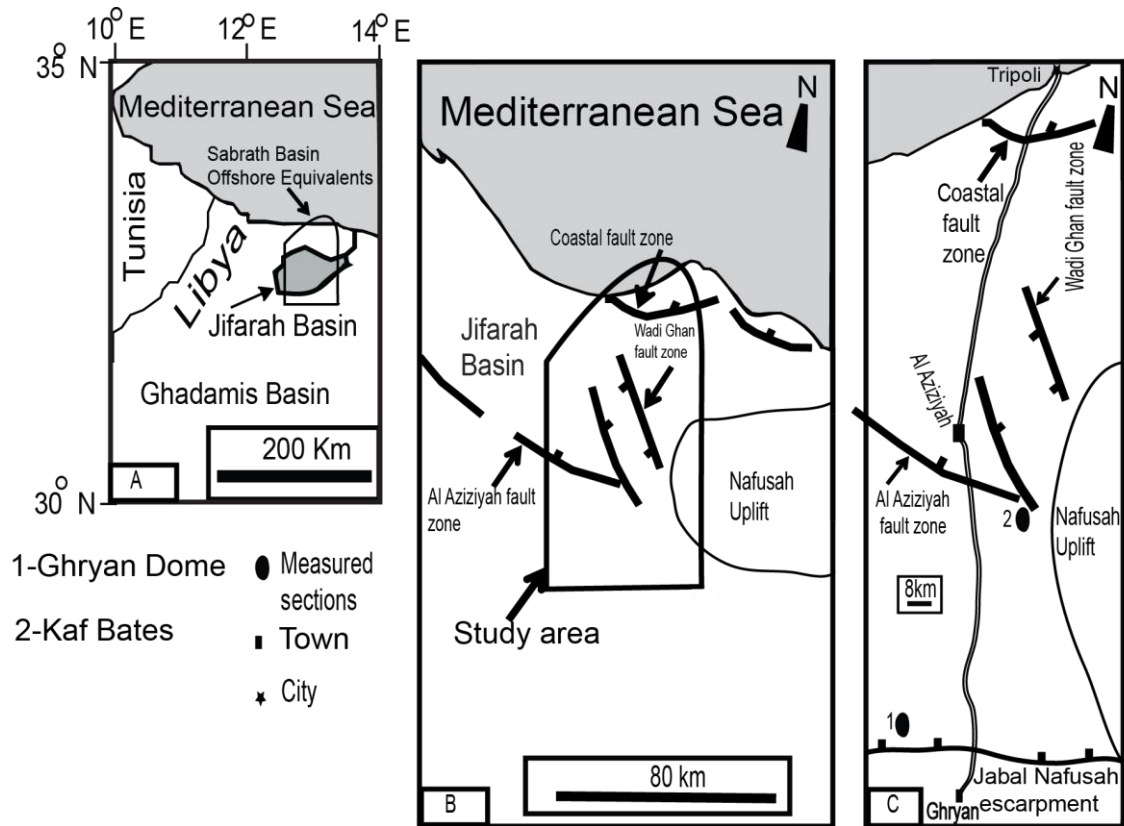 10° E
12° E
14° E
35° N
Mediterranean Sea
Sabrath Basin
Offshore Equivalents
Tunisia
Libya
Jifarah Basin
Ghadamis Basin
200 Km
A
30° N
1-Ghryan Dome
2-Kaf Bates
Measured
sections
Town
City
Mediterranean Sea
N
Coastal fault zone
Jifarah
Basin
Wadi Ghan
fault zone
Al Aziziyah fault
zone
Nafusah
Uplift
Study area
80 km
B
Tripoli
N
Coastal
fault
zone
Wadi Ghan fault zone
Al Aziziyah
Al Aziziyah
fault zone
2
Nafusah
Uplift
8km
1
Jabal Nafusah
escarpment
Ghryan
C